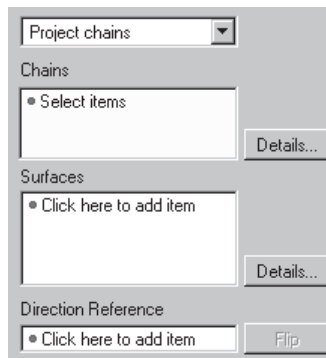 Project chains
Chains
Select items
Details...
Surfaces
Click here to add item
Details...
Direction Reference
Click here to add item
Flip